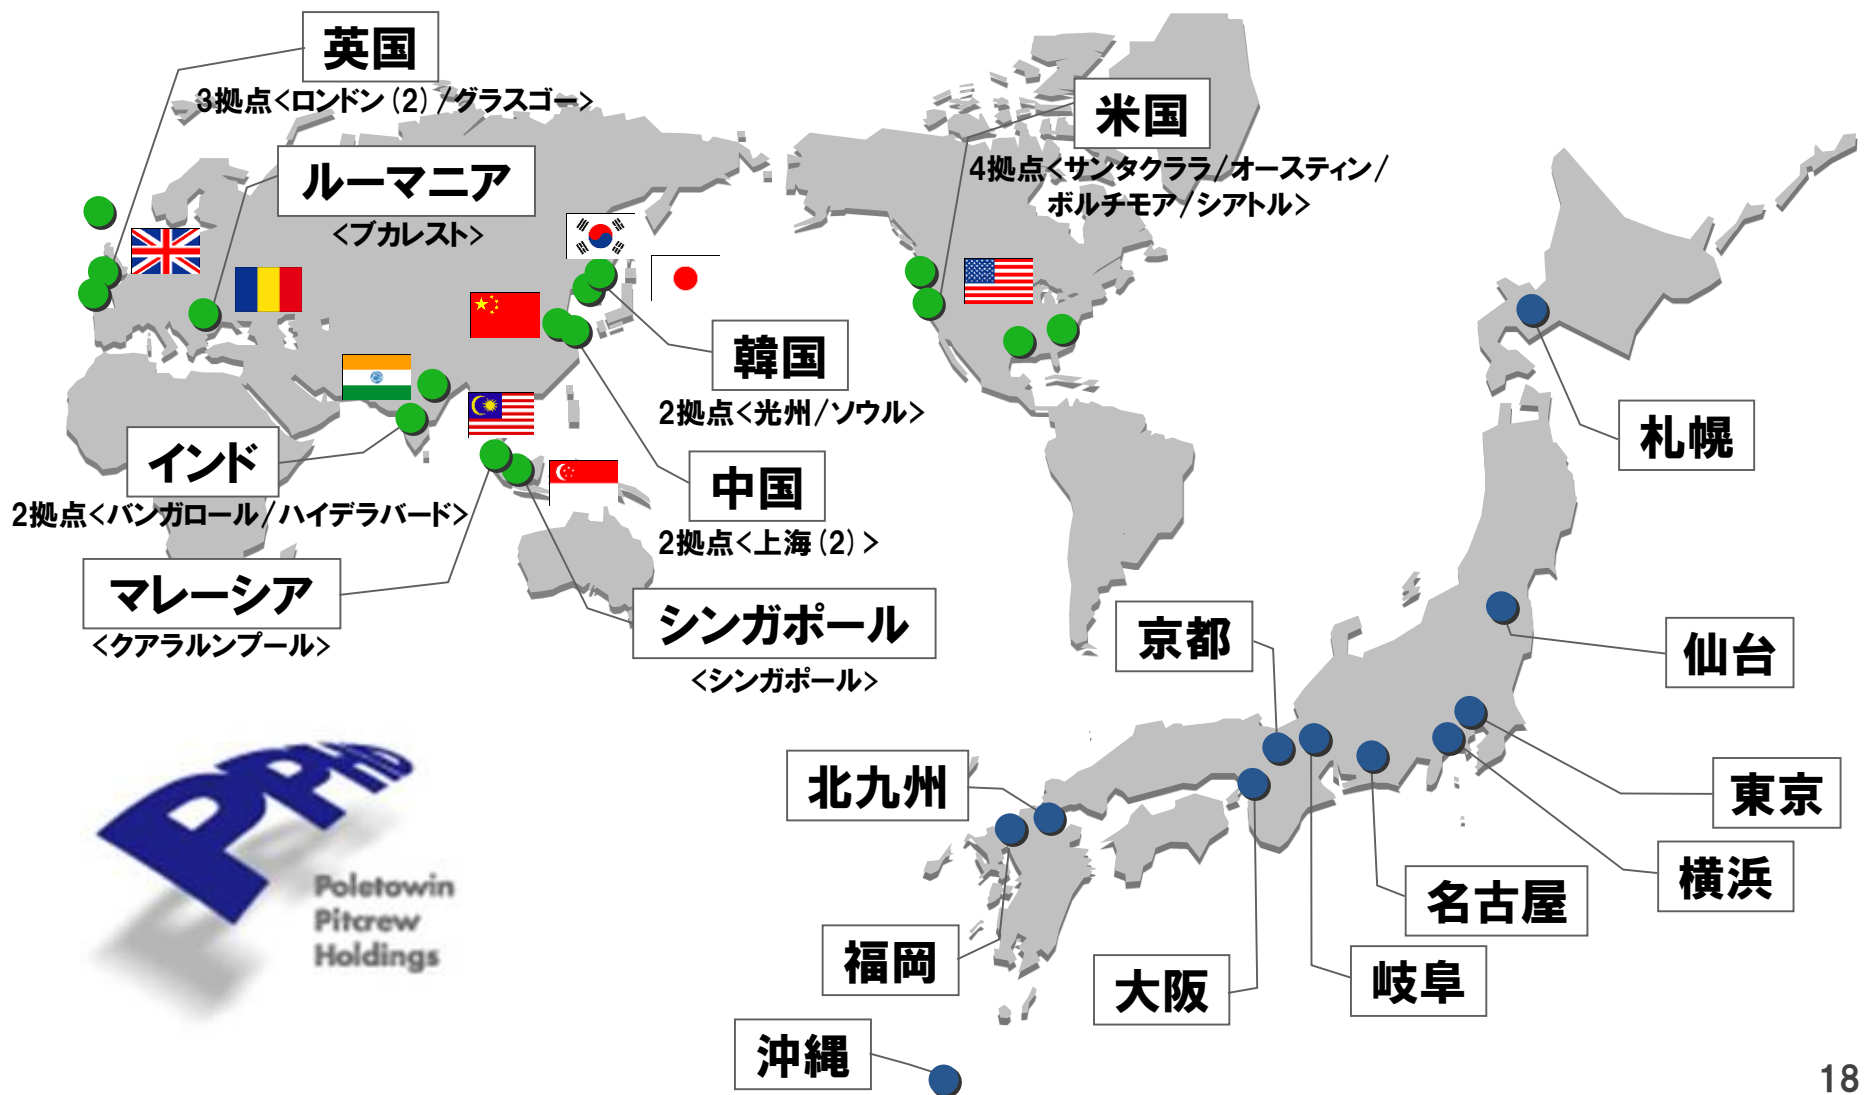 英国
3拠点<ロンドン(2)/グラスゴー>
ルーマニア
<ブカレスト>
米国
4拠点<サンタクララ/オースティン/
ボルチモア/シアトル>
韓国
2拠点<光州/ソウル>
中国
2拠点<上海(2)>
インド
2拠点<バンガロール/ハイデラバード>
マレーシア
<クアラルンプール>
シンガポール
<シンガポール>
札幌
仙台
京都
東京
北九州
横浜
名古屋
福岡
大阪
岐阜
沖縄
PPHD
Poletowin
Pitcrew
Holdings
18